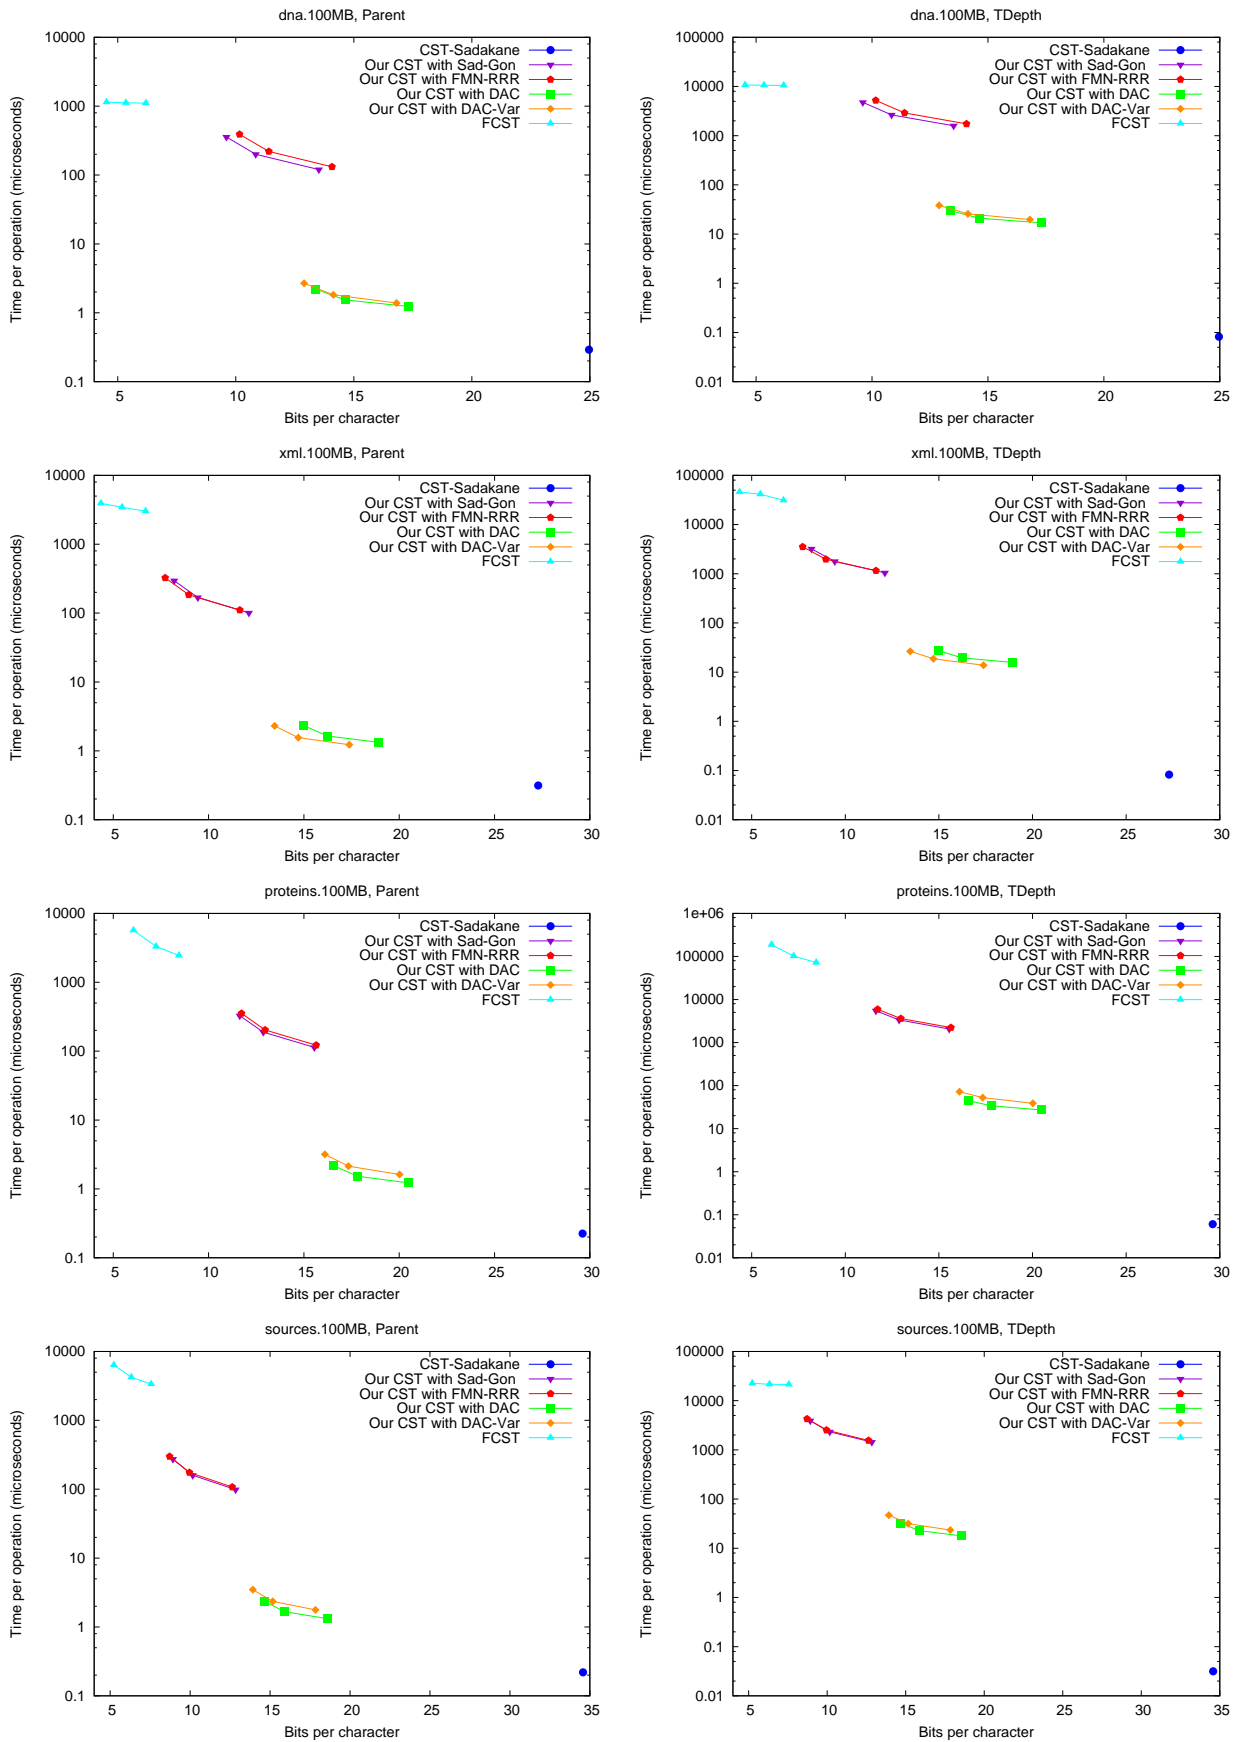 dna.100MB, Parent
Time per operation (microseconds)
10000
1000
100
10
1
0.1
CST-Sadakane
Our CST with Sad-Gon
Our CST with FMN-RRR
Our CST with DAC
Our CST with DAC-Var
FCST
5 10 15 20 25
Bits per character
dna.100MB, TDepth
Time per operation (microseconds)
100000
10000
1000
100
10
1
0.1
0.01
CST-Sadakane
Our CST with Sad-Gon
Our CST with FMN-RRR
Our CST with DAC
Our CST with DAC-Var
FCST
5 10 15 20 25
Bits per character
xml.100MB, Parent
Time per operation (microseconds)
10000
1000
100
10
1
0.1
CST-Sadakane
Our CST with Sad-Gon
Our CST with FMN-RRR
Our CST with DAC
Our CST with DAC-Var
FCST
5 10 15 20 25 30
Bits per character
xml.100MB, TDepth
Time per operation (microseconds)
100000
10000
1000
100
10
1
0.1
0.01
CST-Sadakane
Our CST with Sad-Gon
Our CST with FMN-RRR
Our CST with DAC
Our CST with DAC-Var
FCST
5 10 15 20 25 30
Bits per character
proteins.100MB, Parent
Time per operation (microseconds)
10000
1000
100
10
1
0.1
CST-Sadakane
Our CST with Sad-Gon
Our CST with FMN-RRR
Our CST with DAC
Our CST with DAC-Var
FCST
5 10 15 20 25 30
Bits per character
proteins.100MB, TDepth
Time per operation (microseconds)
1e+06
100000
10000
1000
100
10
1
0.1
0.01
CST-Sadakane
Our CST with Sad-Gon
Our CST with FMN-RRR
Our CST with DAC
Our CST with DAC-Var
FCST
5 10 15 20 25 30
Bits per character
sources.100MB, Parent
Time per operation (microseconds)
10000
1000
100
10
1
0.1
CST-Sadakane
Our CST with Sad-Gon
Our CST with FMN-RRR
Our CST with DAC
Our CST with DAC-Var
FCST
5 10 15 20 25 30 35
Bits per character
sources.100MB, TDepth
Time per operation (microseconds)
100000
10000
1000
100
10
1
0.1
0.01
CST-Sadakane
Our CST with Sad-Gon
Our CST with FMN-RRR
Our CST with DAC
Our CST with DAC-Var
FCST
5 10 15 20 25 30 35
Bits per character